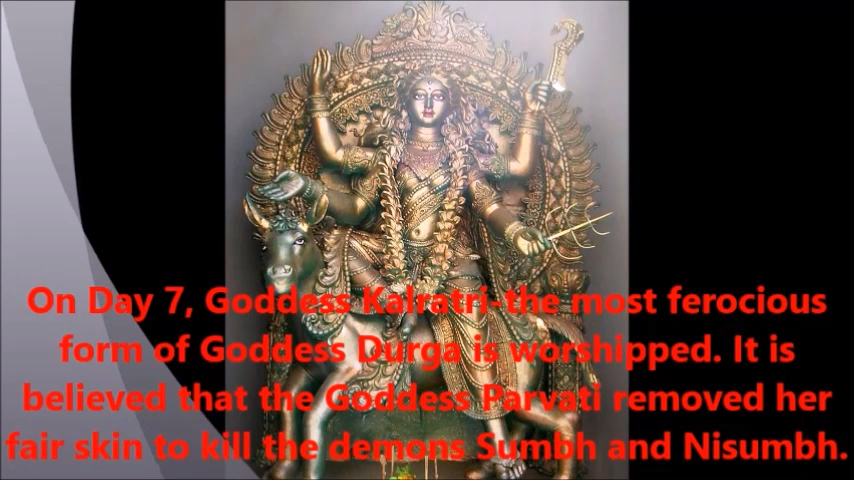 On Day 7, Goddess Kalratri-the most ferocious
form of Goddess Durga is worshipped. It is
believed that the Goddess Parvati removed her
fair skin to kill the demons Sumbh and Nisumbh.